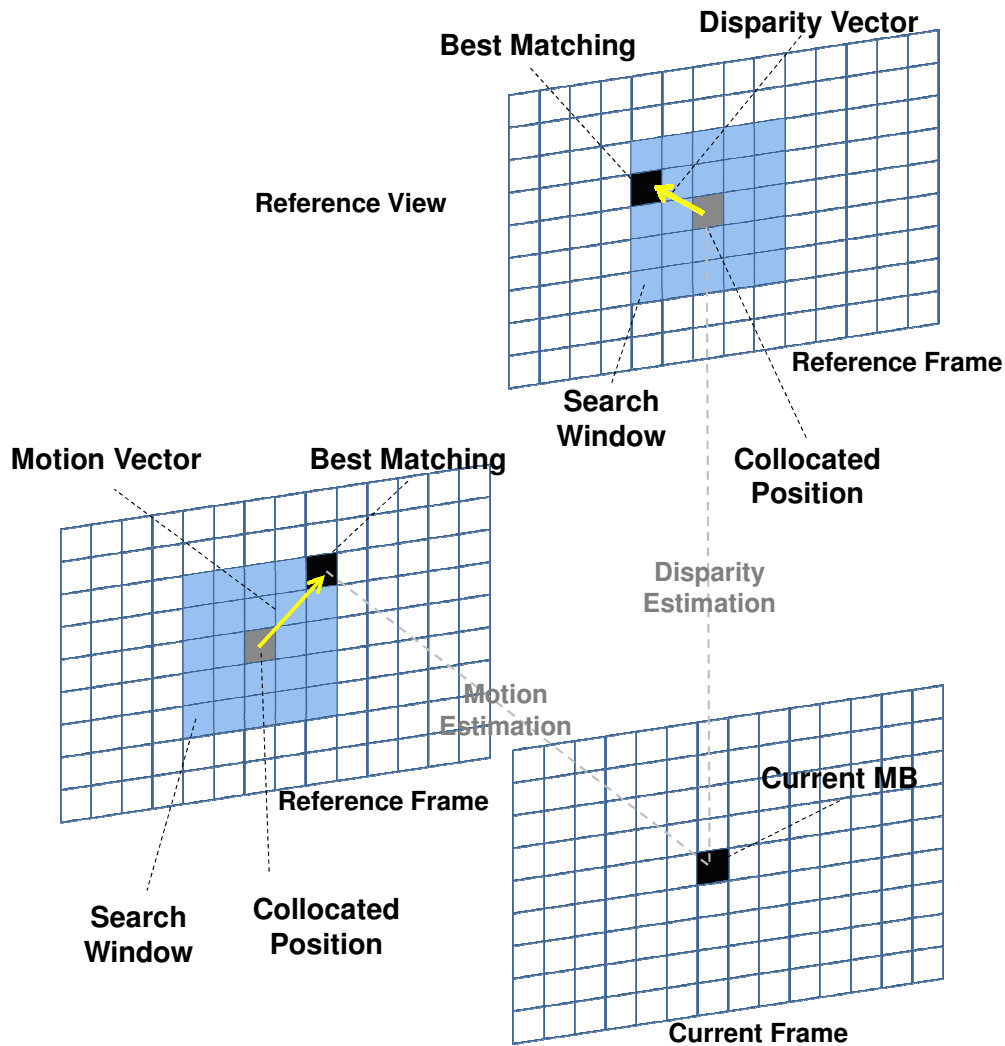 Disparity Vector
Best Matching
Reference View
Reference Frame
Search
Window
Collocated
Position
Motion Vector
Best Matching
Disparity
Estimation
Motion
Estimation
Current MB
Reference Frame
Search
Window
Collocated
Position
Current Frame